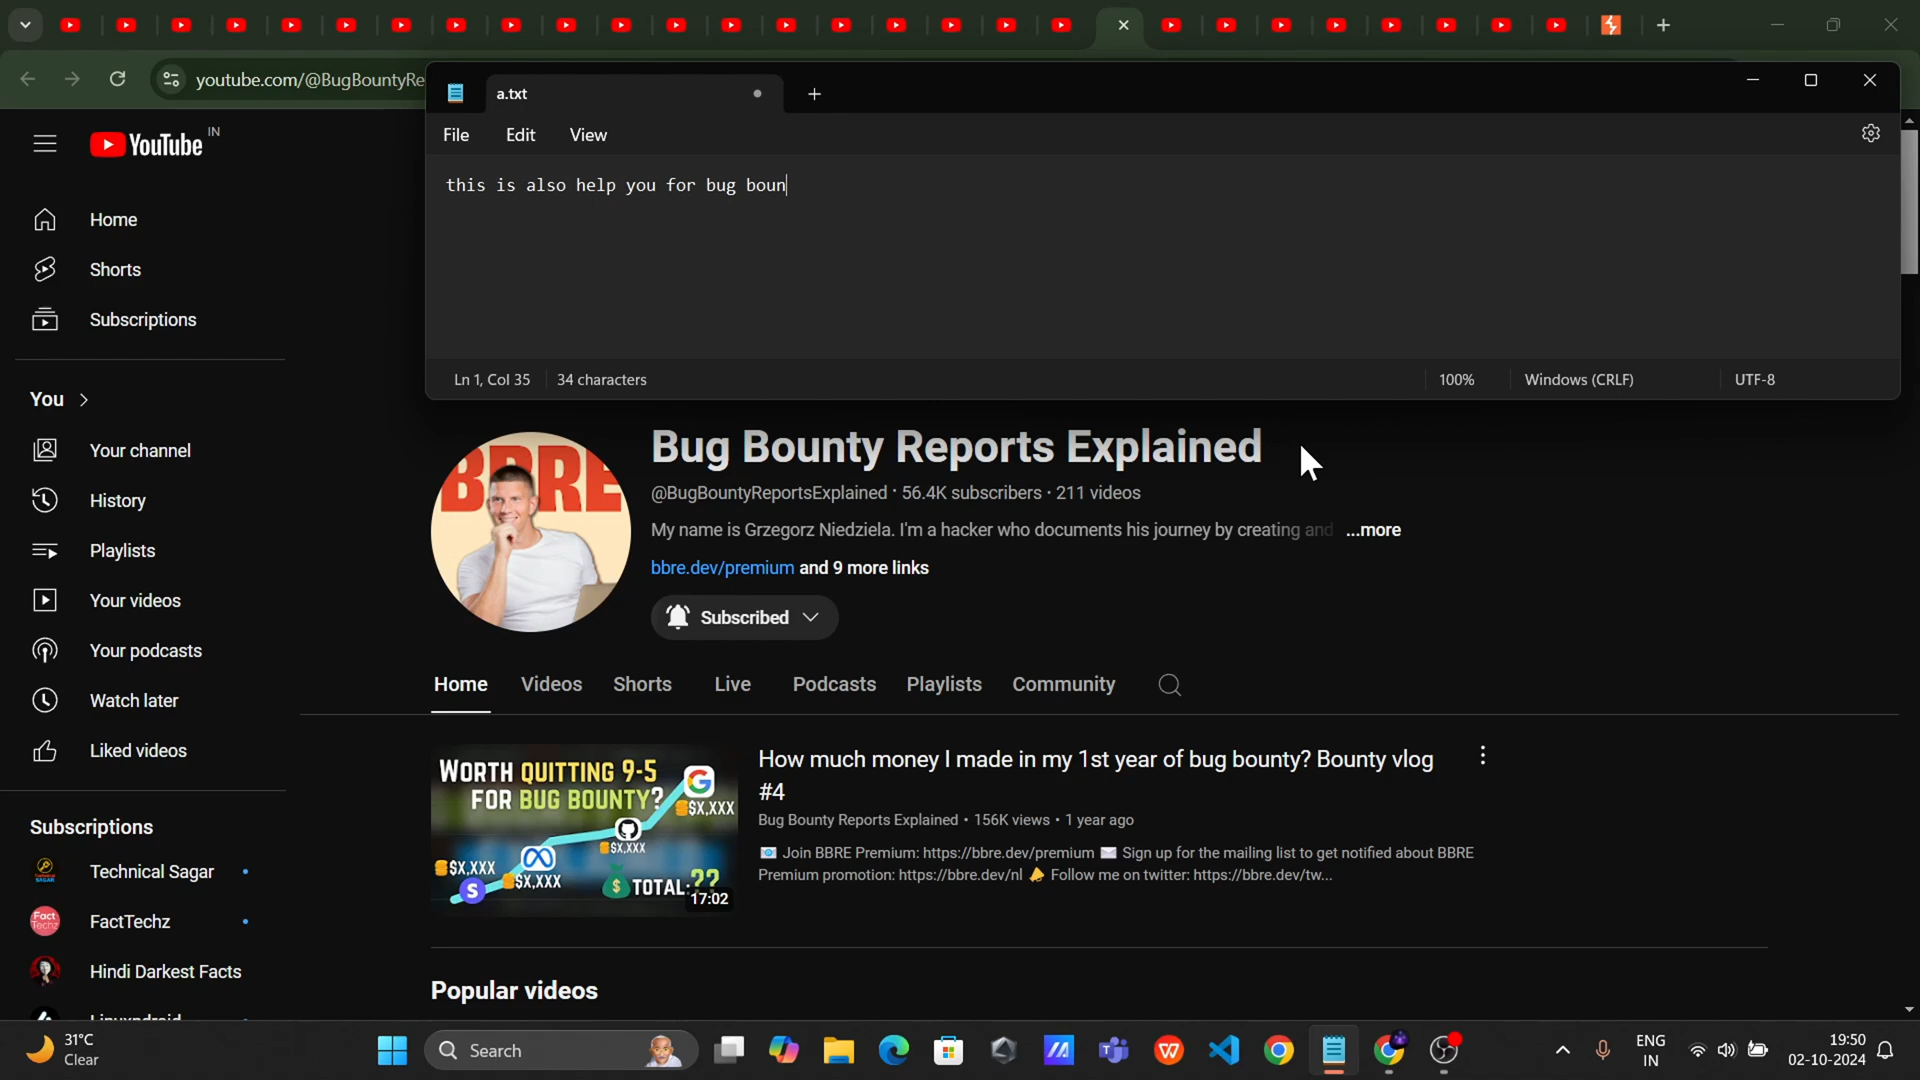 youtube.com/@BugBountyRe
a.txt
File Edit View
this is also help you for bug boun
Ln 1, Col 35 34 characters 100% Windows (CRLF) UTF-8
YouTube IN
Home
Shorts
Subscriptions
You
Your channel
History
Playlists
Your videos
Your podcasts
Watch later
Liked videos
Subscriptions
Technical Sagar
FactTechz
Hindi Darkest Facts
BBRE
Bug Bounty Reports Explained
@BugBountyReportsExplained · 56.4K subscribers · 211 videos
My name is Grzegorz Niedziela. I'm a hacker who documents his journey by creating and ...more
bbre.dev/premium and 9 more links
Subscribed
Home Videos Shorts Live Podcasts Playlists Community
WORTH QUITTING 9-5
FOR BUG BOUNTY?
$X,XXX
$X,XXX
$X,XXX
$X,XXX
TOTAL:??
17:02
How much money I made in my 1st year of bug bounty? Bounty vlog
#4
Bug Bounty Reports Explained • 156K views • 1 year ago
📧 Join BBRE Premium: https://bbre.dev/premium ✉️ Sign up for the mailing list to get notified about BBRE
Premium promotion: https://bbre.dev/nl 📣 Follow me on twitter: https://bbre.dev/tw...
Popular videos
31°C
Clear
Search
ENG
IN
19:50
02-10-2024